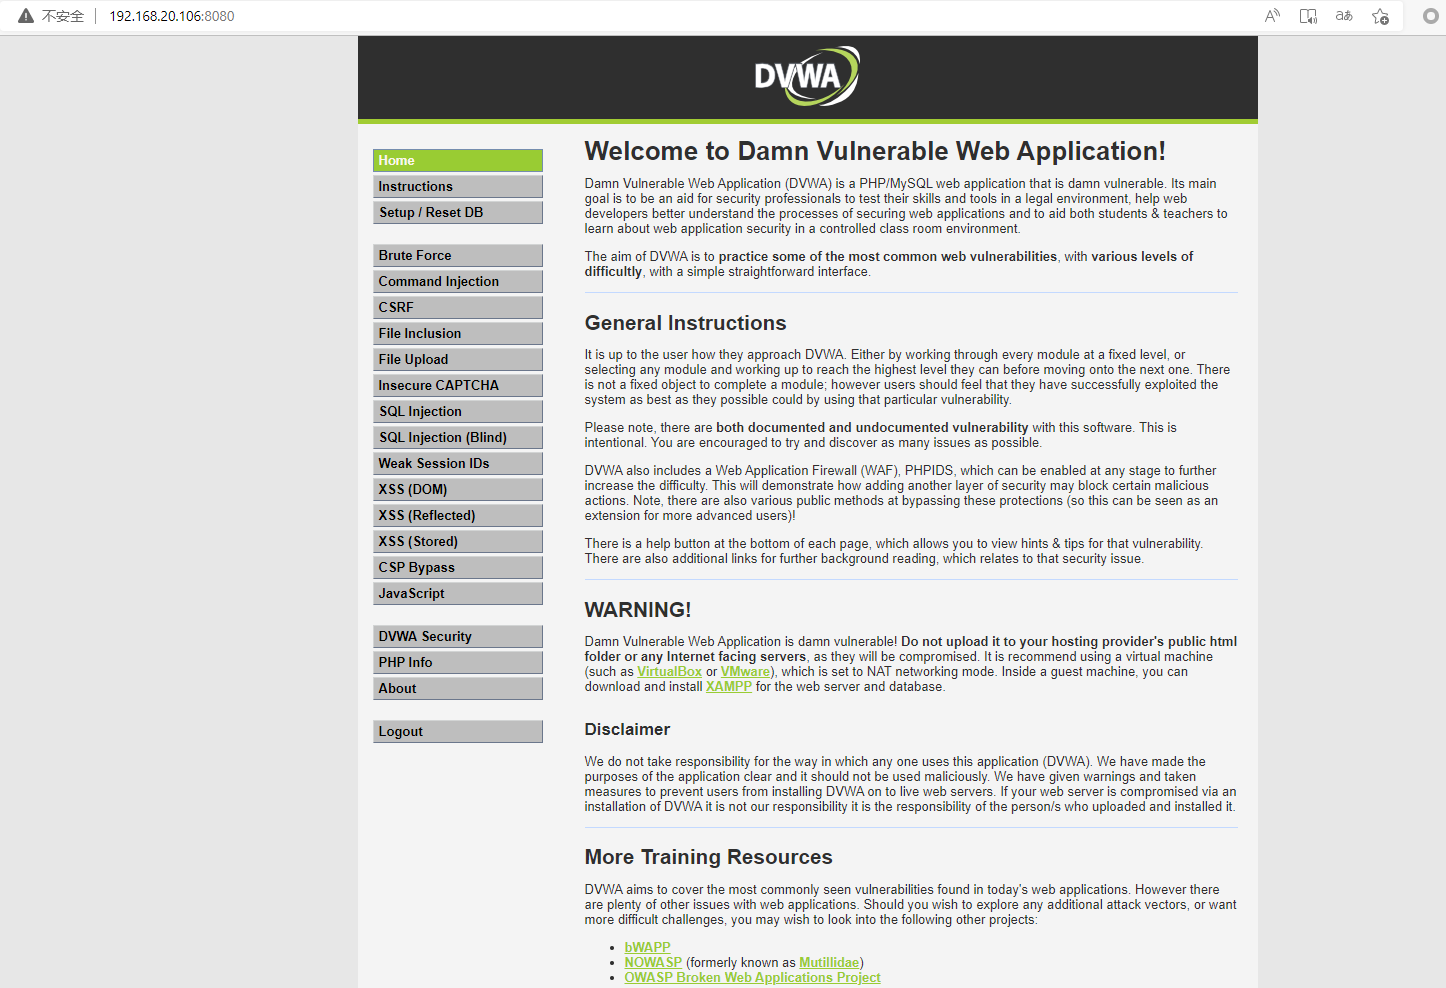 不安全 192.168.20.106:8080
DVWA
Home
Instructions
Setup / Reset DB
Brute Force
Command Injection
CSRF
File Inclusion
File Upload
Insecure CAPTCHA
SQL Injection
SQL Injection (Blind)
Weak Session IDs
XSS (DOM)
XSS (Reflected)
XSS (Stored)
CSP Bypass
JavaScript
DVWA Security
PHP Info
About
Logout
Welcome to Damn Vulnerable Web Application!
Damn Vulnerable Web Application (DVWA) is a PHP/MySQL web application that is damn vulnerable. Its main
goal is to be an aid for security professionals to test their skills and tools in a legal environment, help web
developers better understand the processes of securing web applications and to aid both students & teachers to
learn about web application security in a controlled class room environment.
The aim of DVWA is to practice some of the most common web vulnerabilities, with various levels of
difficultly, with a simple straightforward interface.
General Instructions
It is up to the user how they approach DVWA. Either by working through every module at a fixed level, or
selecting any module and working up to reach the highest level they can before moving onto the next one. There
is not a fixed object to complete a module; however users should feel that they have successfully exploited the
system as best as they possible could by using that particular vulnerability.
Please note, there are both documented and undocumented vulnerability with this software. This is
intentional. You are encouraged to try and discover as many issues as possible.
DVWA also includes a Web Application Firewall (WAF), PHPIDS, which can be enabled at any stage to further
increase the difficulty. This will demonstrate how adding another layer of security may block certain malicious
actions. Note, there are also various public methods at bypassing these protections (so this can be seen as an
extension for more advanced users)!
There is a help button at the bottom of each page, which allows you to view hints & tips for that vulnerability.
There are also additional links for further background reading, which relates to that security issue.
WARNING!
Damn Vulnerable Web Application is damn vulnerable! Do not upload it to your hosting provider's public html
folder or any Internet facing servers, as they will be compromised. It is recommend using a virtual machine
(such as VirtualBox or VMware), which is set to NAT networking mode. Inside a guest machine, you can
download and install XAMPP for the web server and database.
Disclaimer
We do not take responsibility for the way in which any one uses this application (DVWA). We have made the
purposes of the application clear and it should not be used maliciously. We have given warnings and taken
measures to prevent users from installing DVWA on to live web servers. If your web server is compromised via an
installation of DVWA it is not our responsibility it is the responsibility of the person/s who uploaded and installed it.
More Training Resources
DVWA aims to cover the most commonly seen vulnerabilities found in today's web applications. However there
are plenty of other issues with web applications. Should you wish to explore any additional attack vectors, or want
more difficult challenges, you may wish to look into the following other projects:
• bWAPP
• NOWASP (formerly known as Mutillidae)
• OWASP Broken Web Applications Project